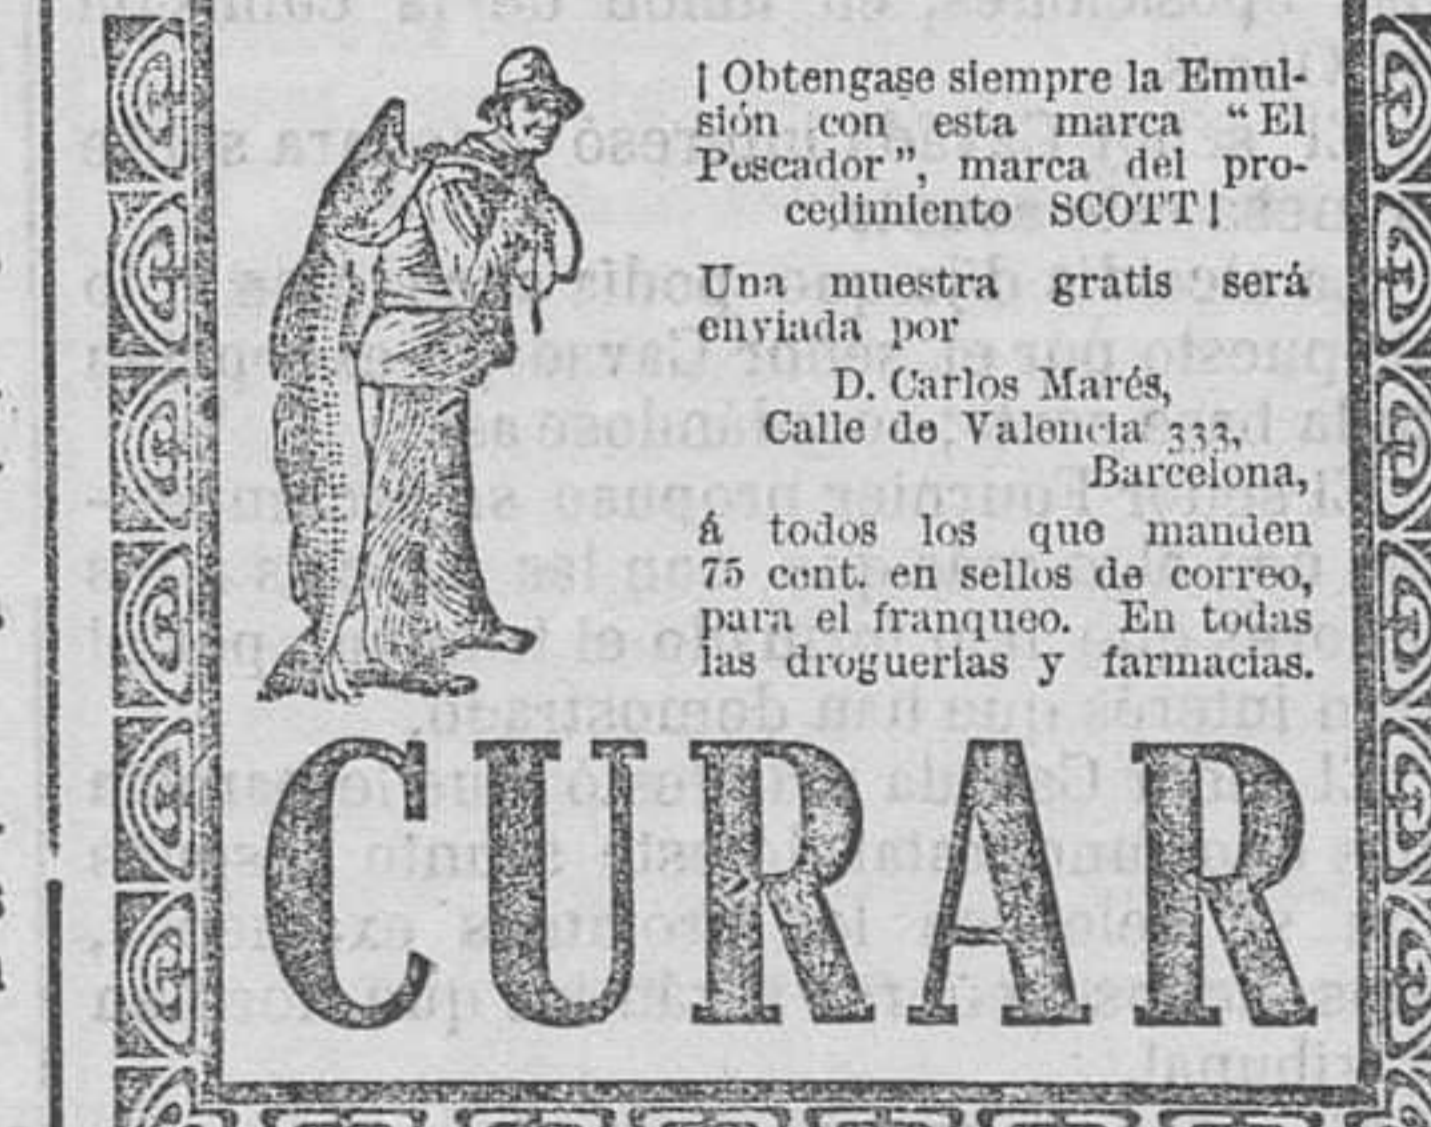 ¡Obtengase siempre la Emul-
sión con esta marca "El
Pescador", marca del pro-
cedimiento SCOTT!
Una muestra gratis será
enviada por
D. Carlos Marés,
Calle de Valencia 333,
Barcelona,
á todos los que manden
75 cent. en sellos de correo,
para el franqueo. En todas
las droguerias y farmacias.
CURAR